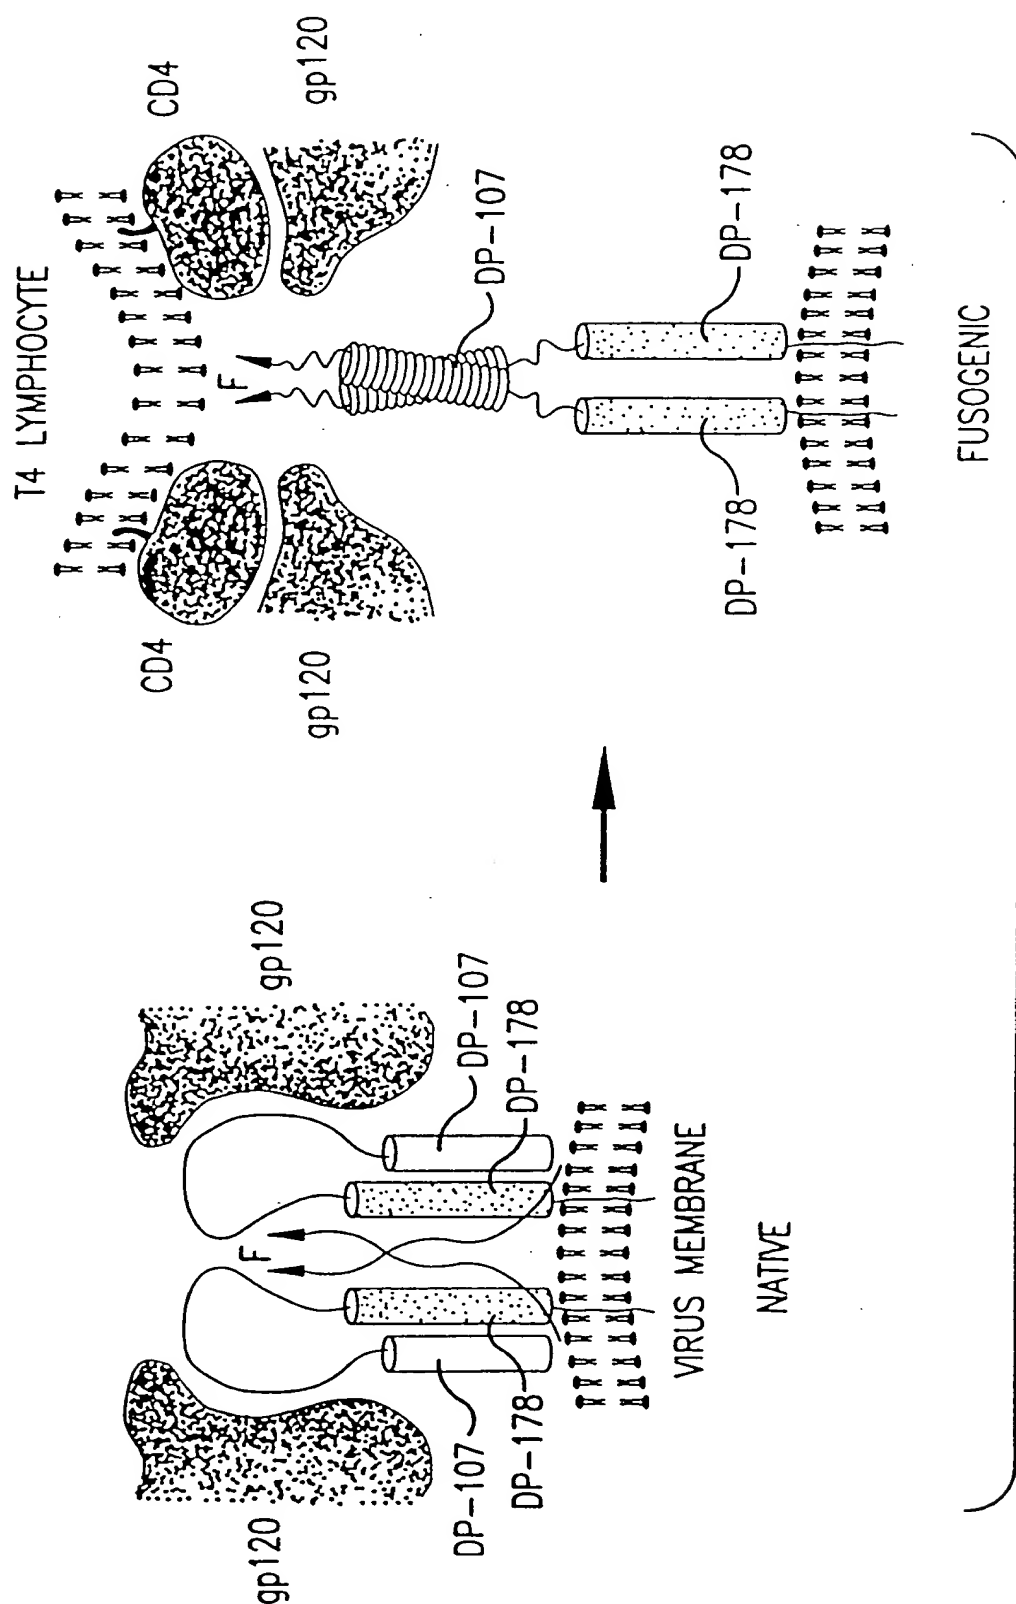 gp120
gp120
F
DP-107
DP-178
DP-107
DP-178
VIRUS MEMBRANE
NATIVE
T4 LYMPHOCYTE
CD4
CD4
gp120
gp120
F
DP-107
DP-178
DP-178
FUSOGENIC